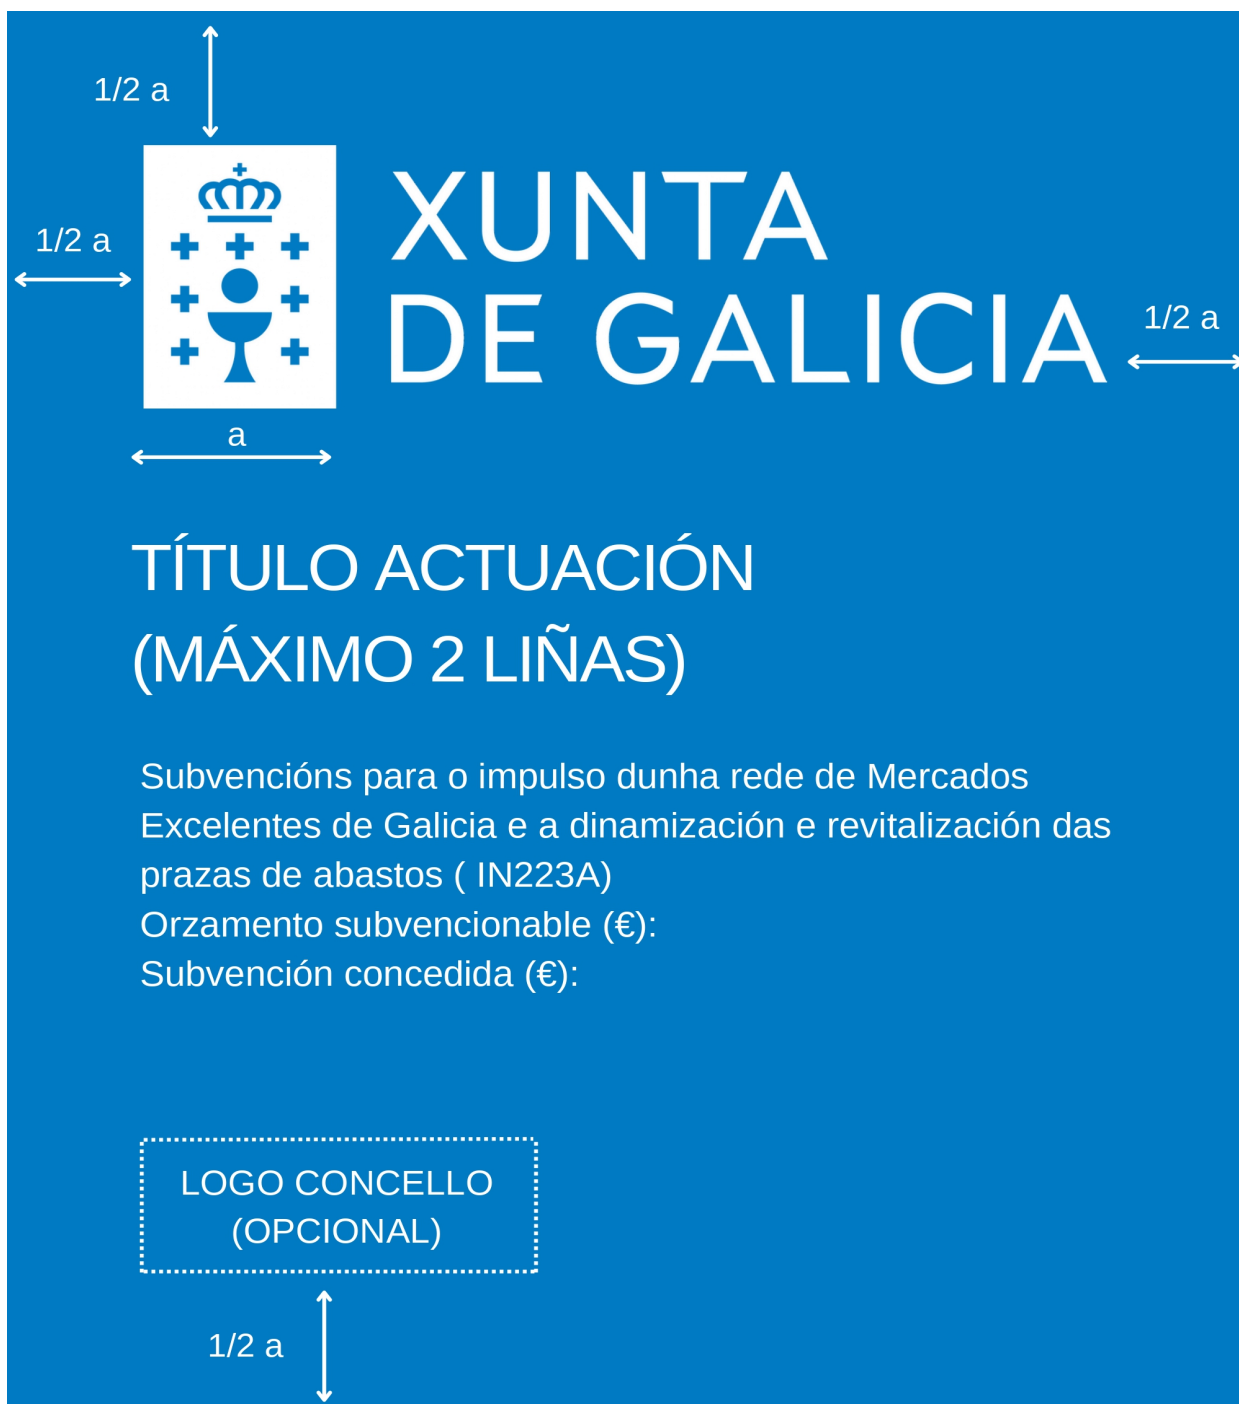 1/2 a
1/2 a
XUNTA
DE GALICIA
1/2 a
a
TÍTULO ACTUACIÓN
(MÁXIMO 2 LIÑAS)
Subvencións para o impulso dunha rede de Mercados
Excelentes de Galicia e a dinamización e revitalización das
prazas de abastos ( IN223A)
Orzamento subvencionable (€):
Subvención concedida (€):
LOGO CONCELLO
(OPCIONAL)
1/2 a